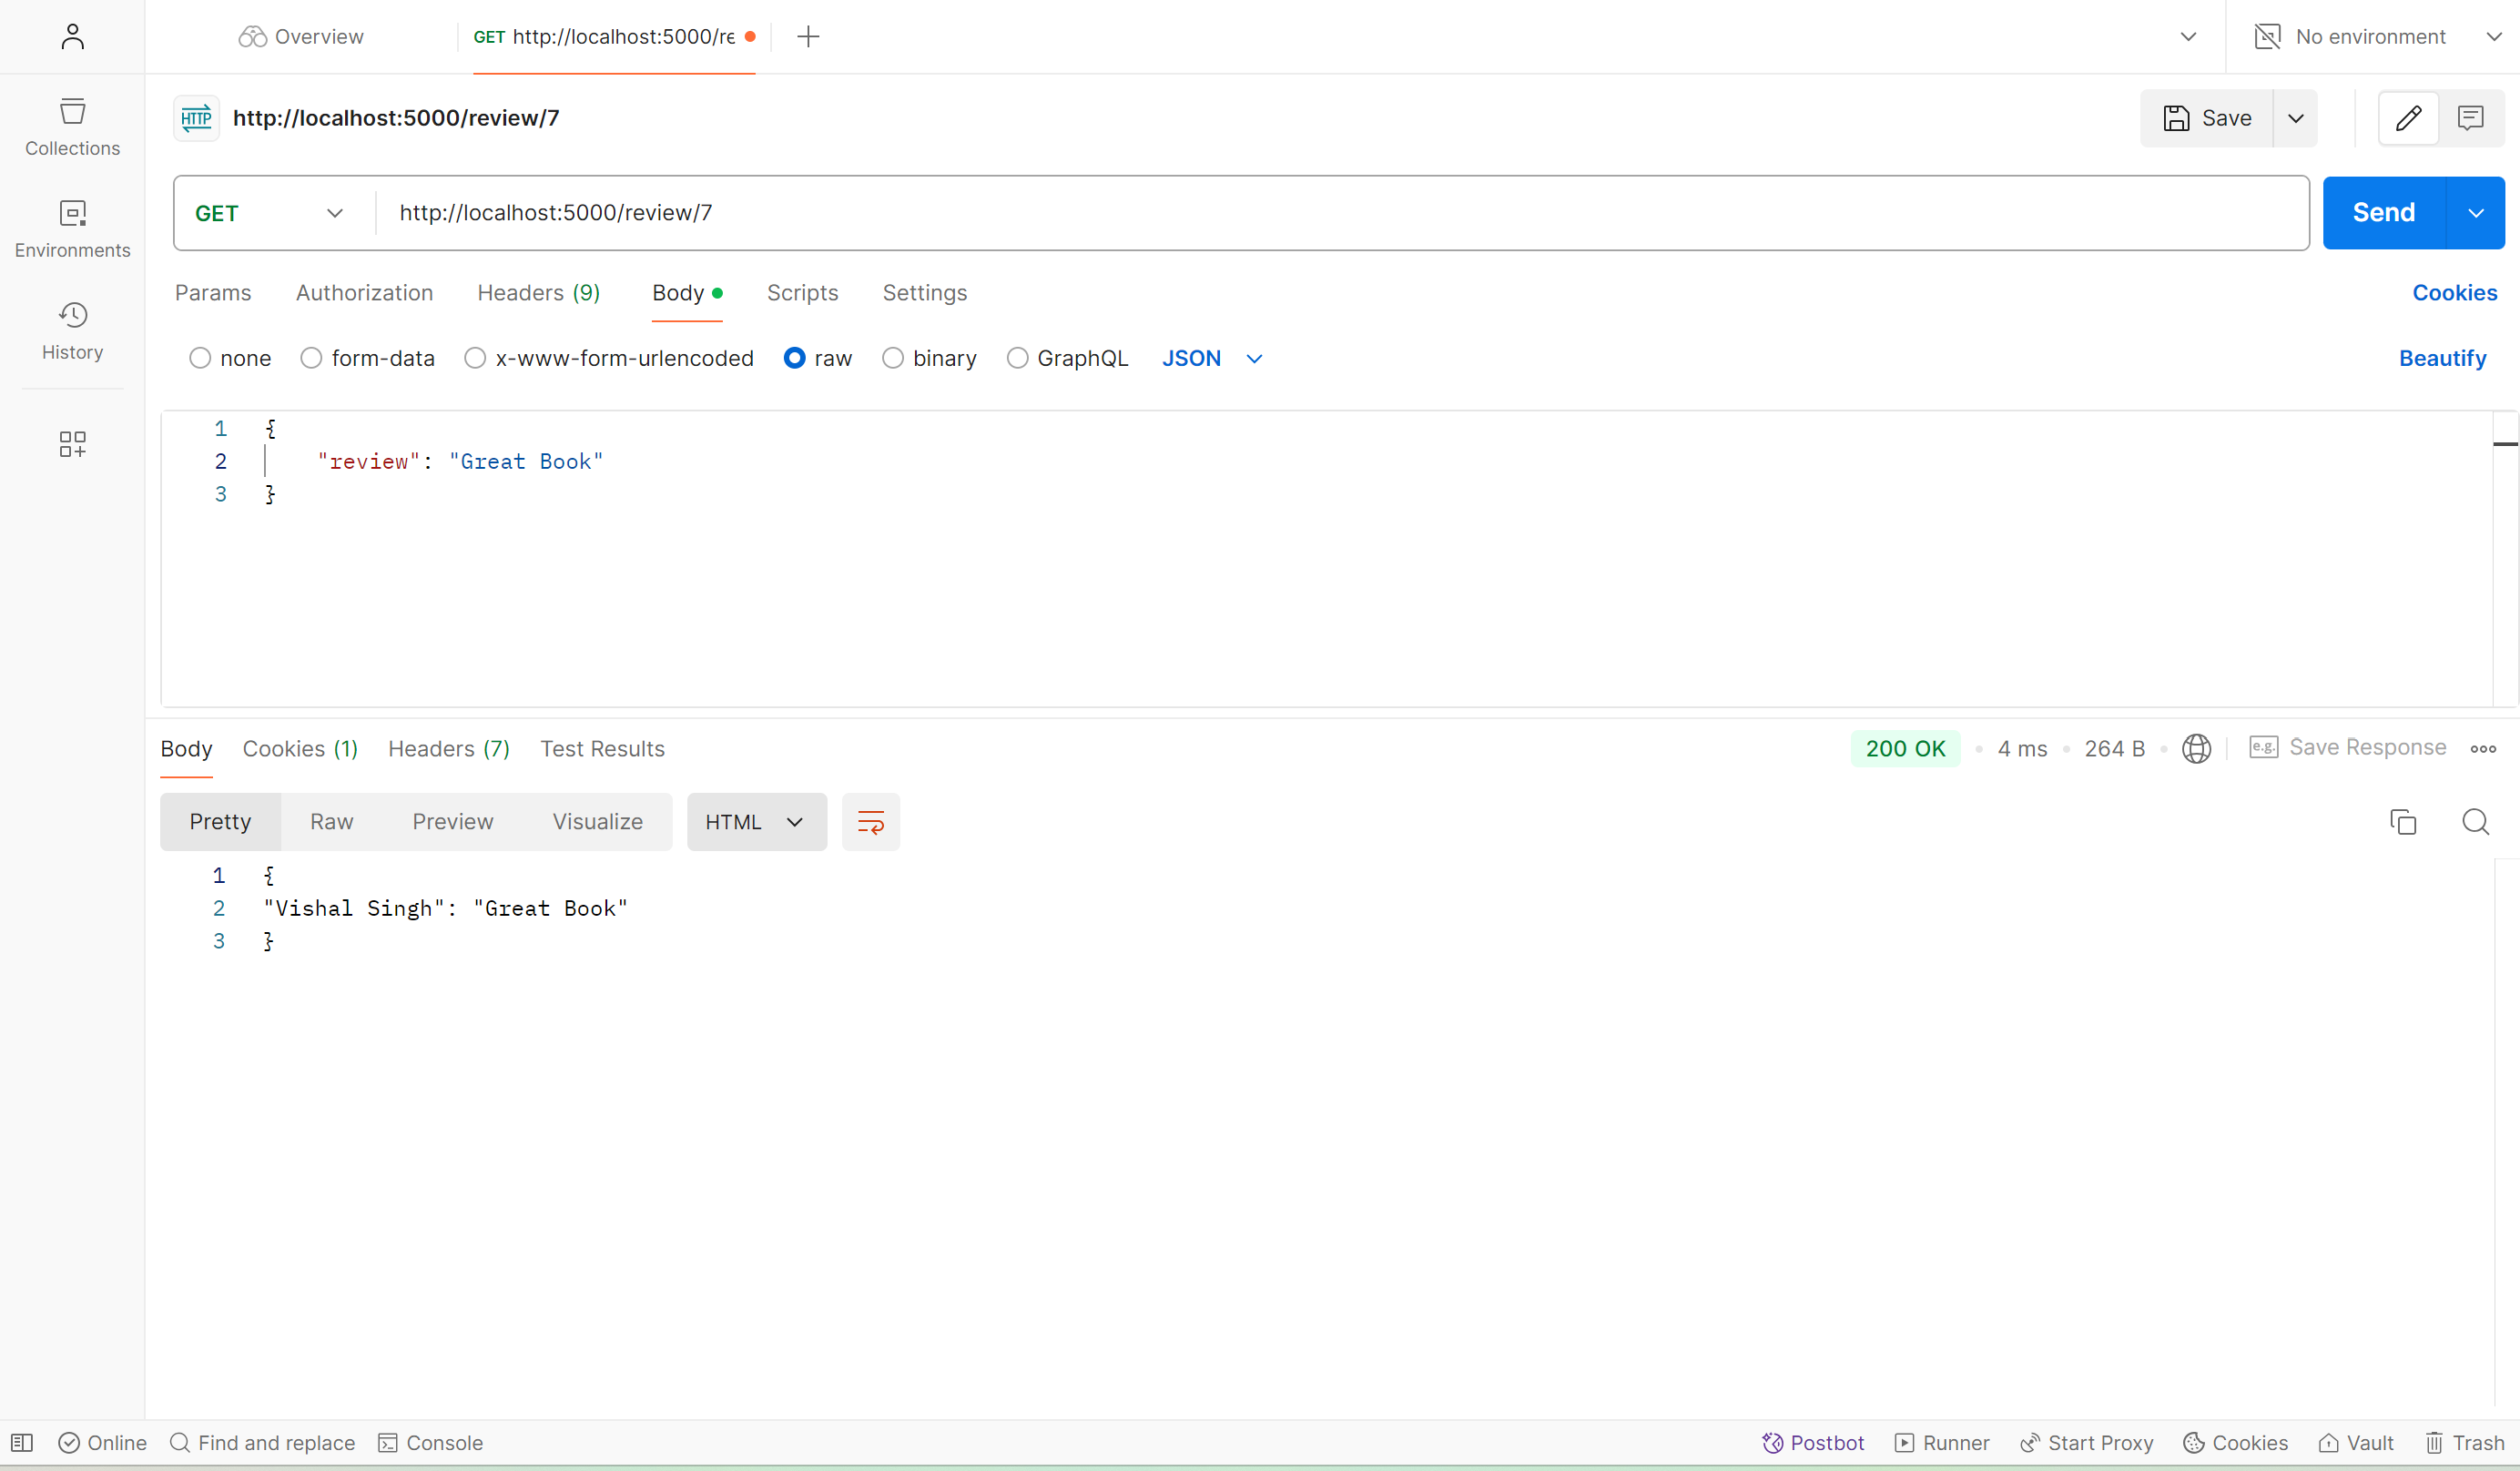 Overview
GET http://localhost:5000/re
No environment
Collections
Environments
History
HTTP http://localhost:5000/review/7
Save
GET http://localhost:5000/review/7
Send
Params Authorization Headers (9) Body Scripts Settings Cookies
none form-data x-www-form-urlencoded raw binary GraphQL JSON Beautify
1 {
2 "review": "Great Book"
3 }
Body Cookies (1) Headers (7) Test Results 200 OK 4 ms 264 B e.g. Save Response
Pretty Raw Preview Visualize HTML
1 {
2 "Vishal Singh": "Great Book"
3 }
Online Find and replace Console Postbot Runner Start Proxy Cookies Vault Trash